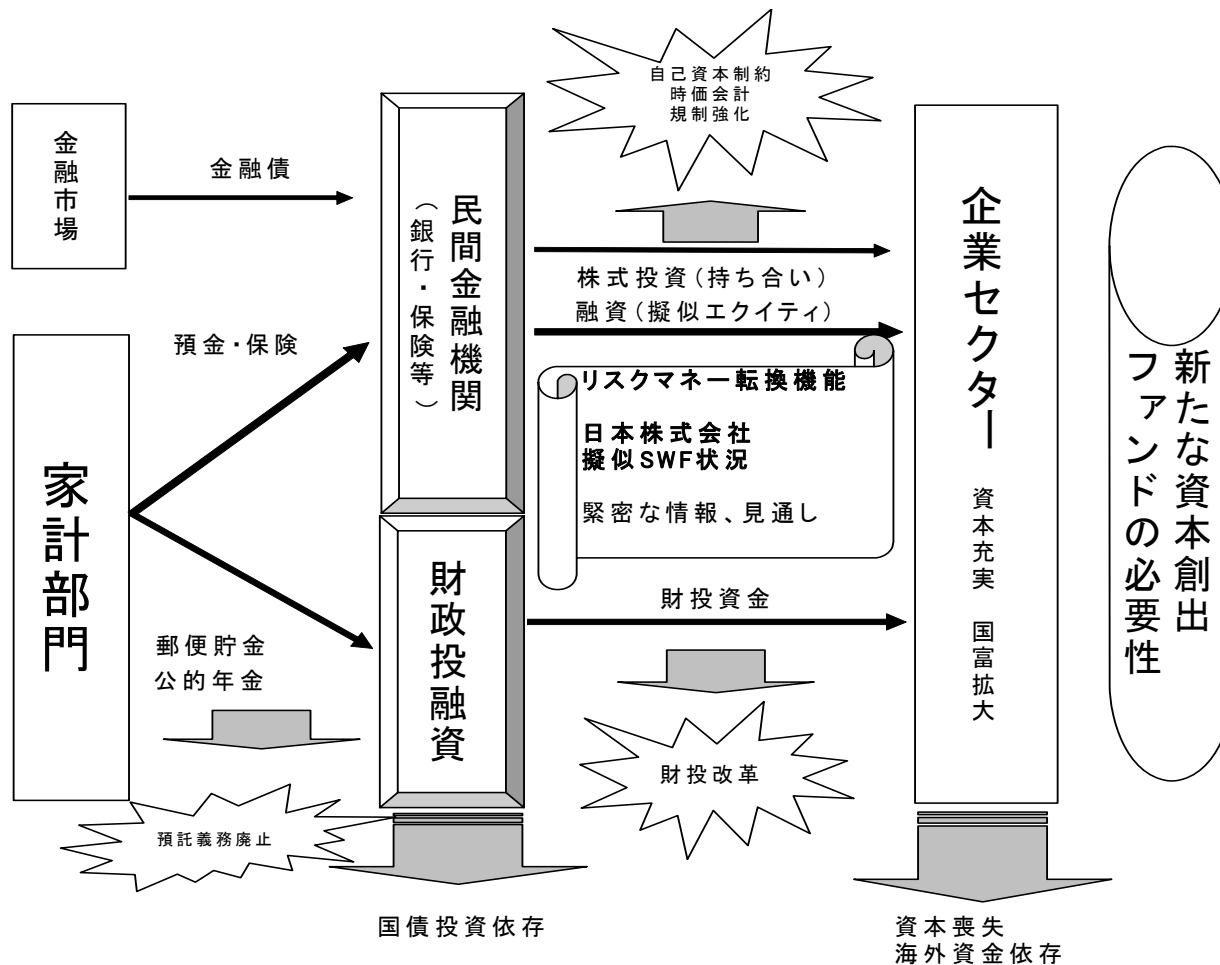 自己資本制約
時価会計
規制強化
金融市場
金融債
民間金融機関
（銀行・保険等）
株式投資（持ち合い）
融資（擬似エクイティ）
預金・保険
リスクマネー転換機能
日本株式会社
擬似SWF状況
緊密な情報、見通し
企業セクター 資本充実 国富拡大
新たな資本創出
ファンドの必要性
家計部門
郵便貯金
公的年金
財政投融資
財投資金
財投改革
預託義務廃止
国債投資依存
資本喪失
海外資金依存